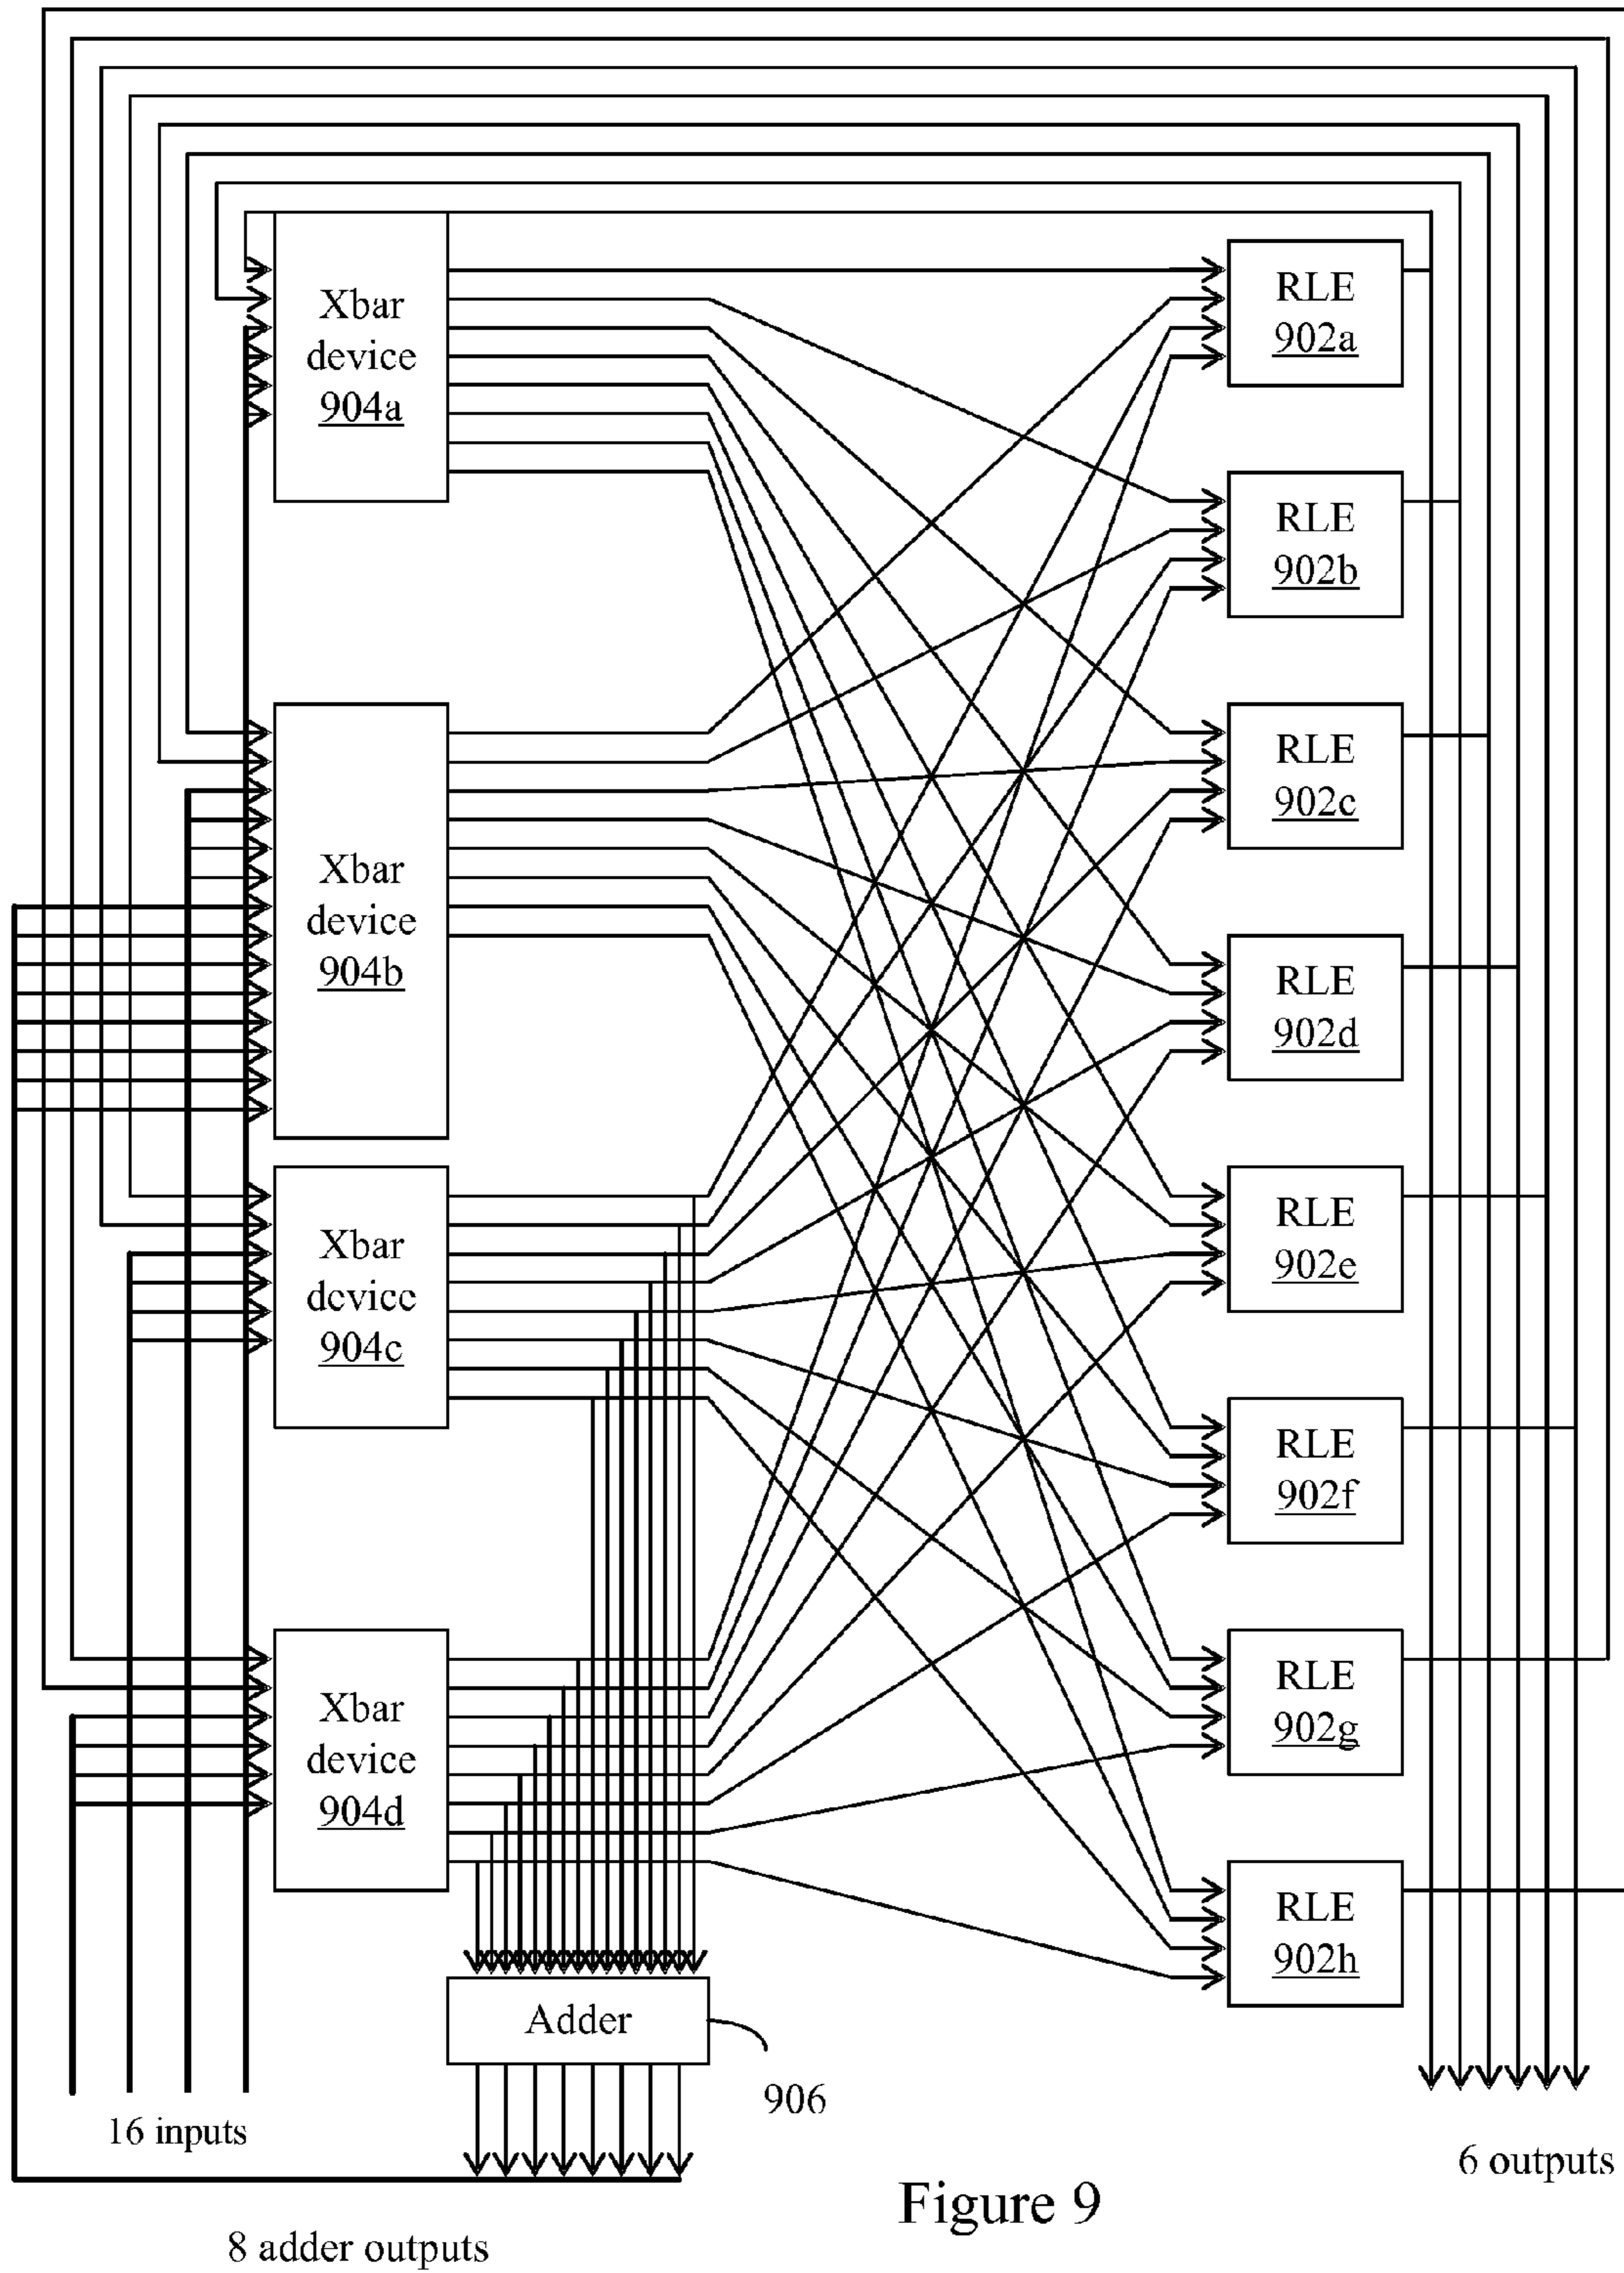 Xbar
device
904a
Xbar
device
904b
Xbar
device
904c
Xbar
device
904d
RLE
902a
RLE
902b
RLE
902c
RLE
902d
RLE
902e
RLE
902f
RLE
902g
RLE
902h
Adder
906
16 inputs
6 outputs
Figure 9
8 adder outputs